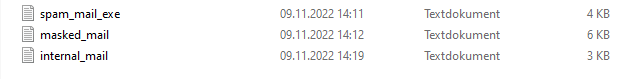 spam_mail_exe 09.11.2022 14:11 Textdokument 4 KB
masked_mail 09.11.2022 14:12 Textdokument 6 KB
internal_mail 09.11.2022 14:19 Textdokument 3 KB